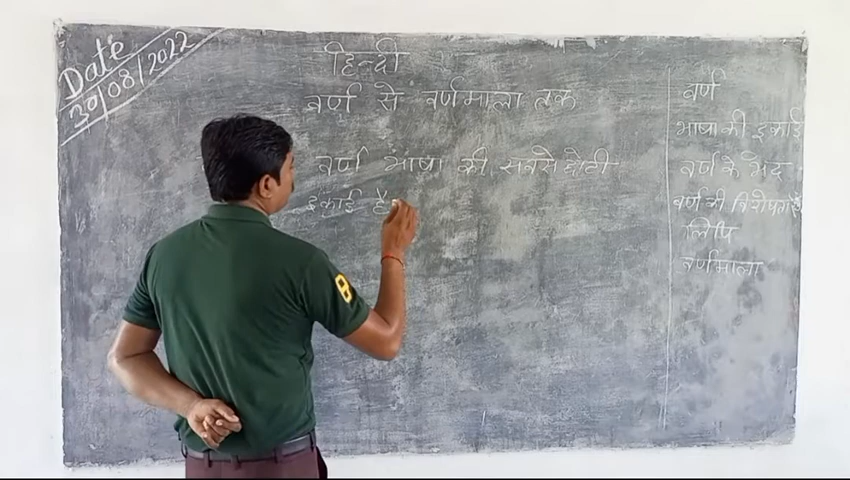 Date
30/08/2022
हिन्दी
वर्ण से वर्णमाला तक
वर्ण भाषा की सबसे छोटी
इकाई है
वर्ण
भाषा की इकाई
वर्ण के भेद
वर्ण की विशेषताएँ
लिपि
वर्णमाला